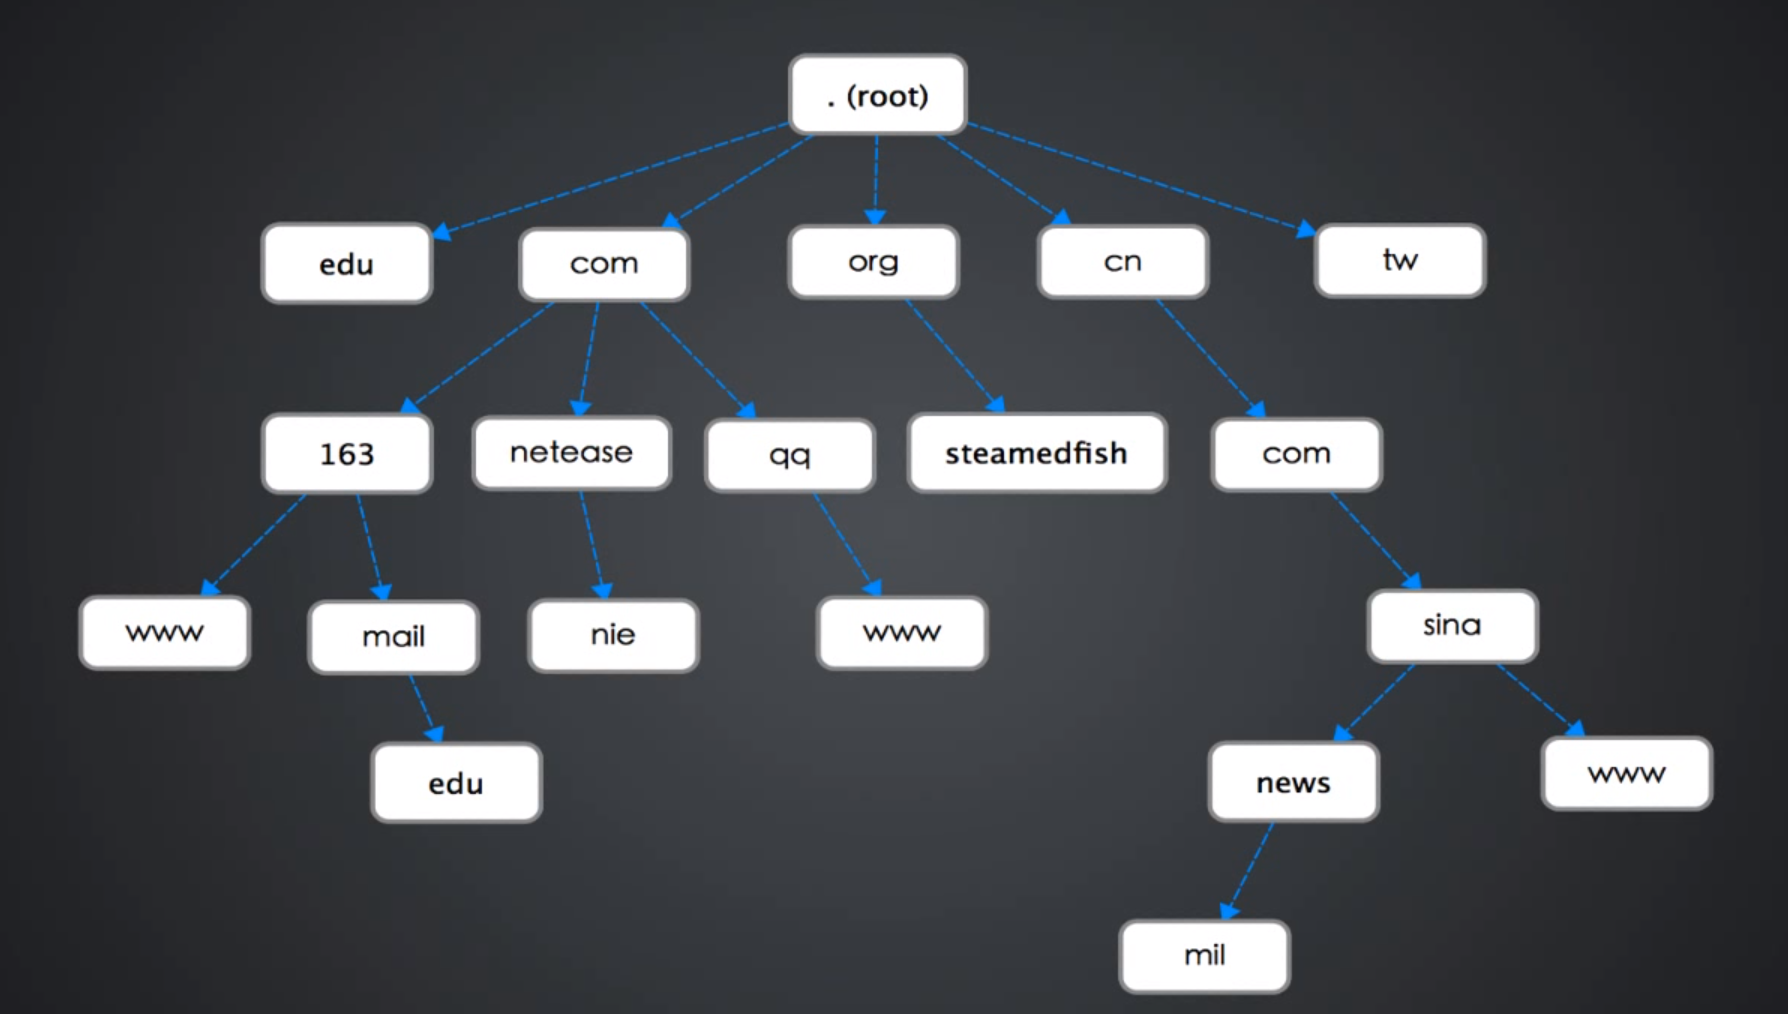 . (root)
edu
com
org
cn
tw
163
netease
qq
steamedfish
com
www
mail
nie
www
sina
edu
news
www
mil